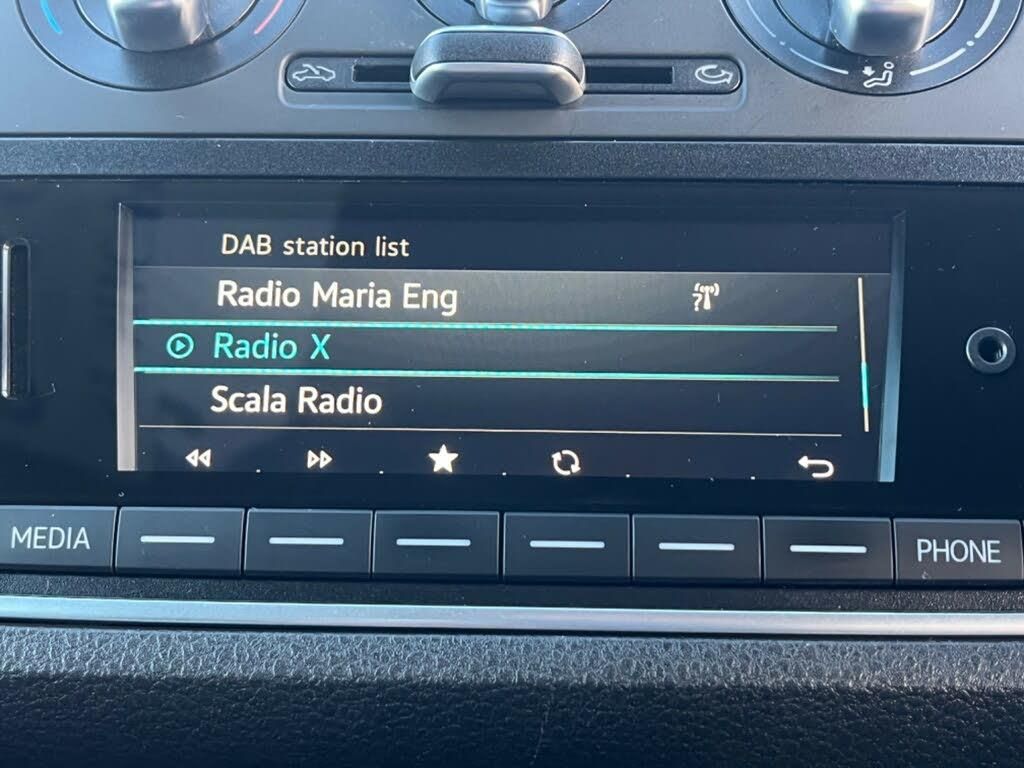 DAB station list
Radio Maria Eng
?
Radio X
Scala Radio
MEDIA
PHONE